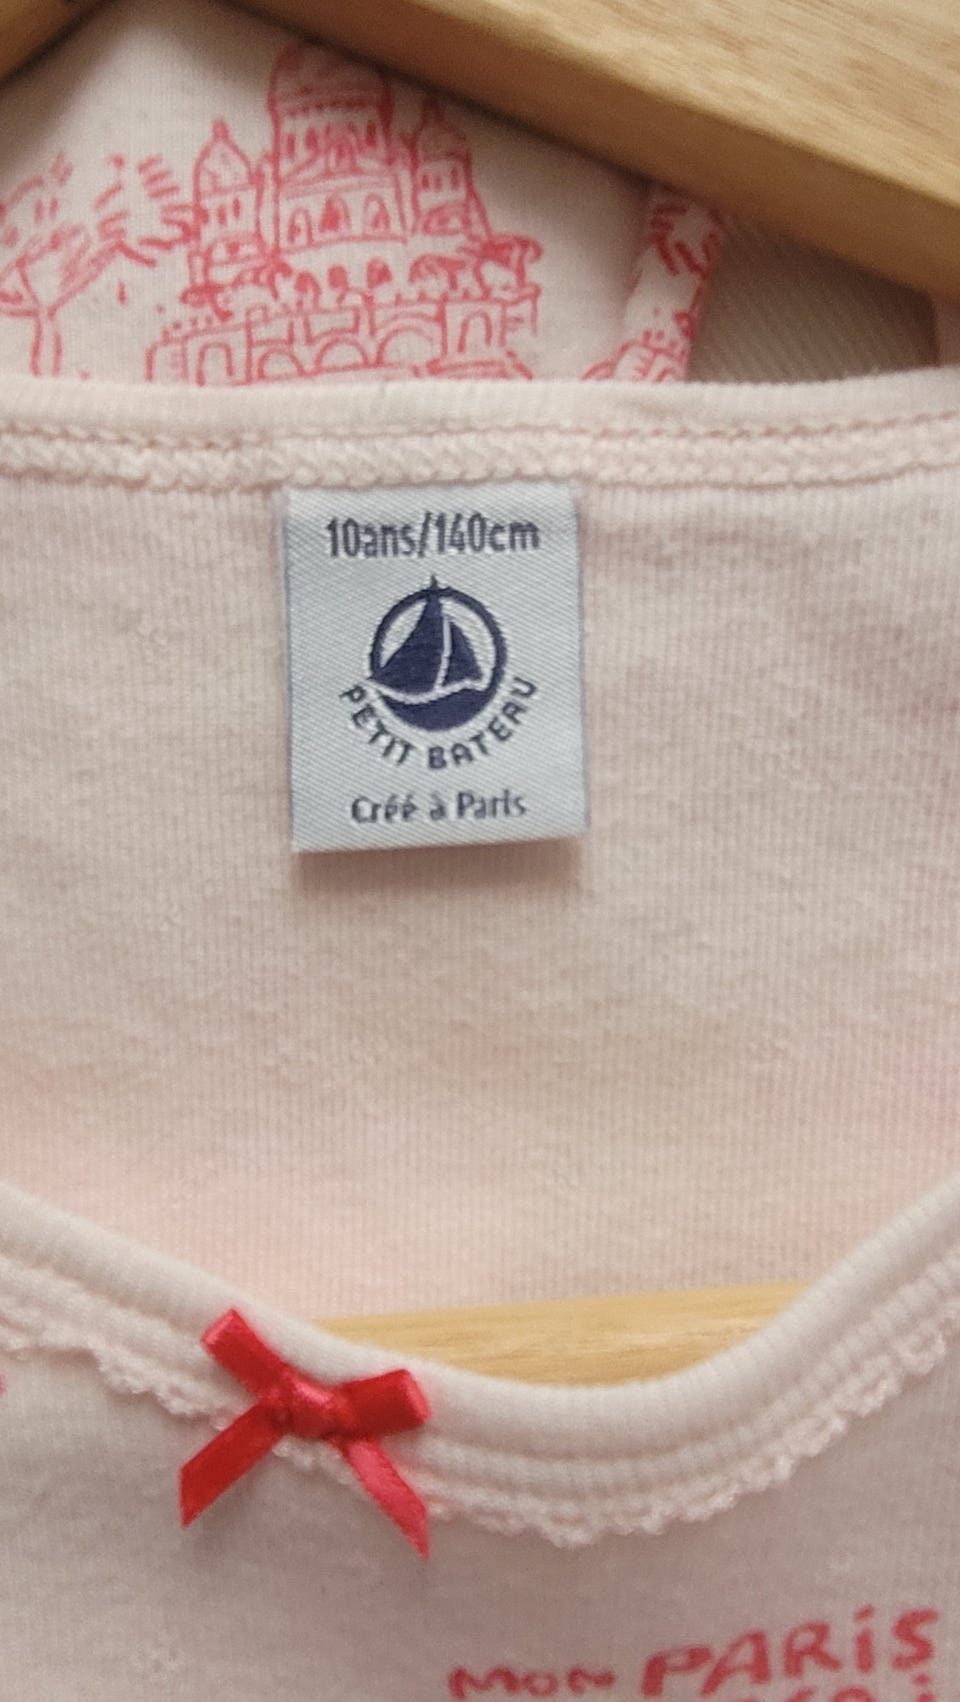 10ans/140cm
PETIT BATEAU
Créé à Paris
MON PARIS